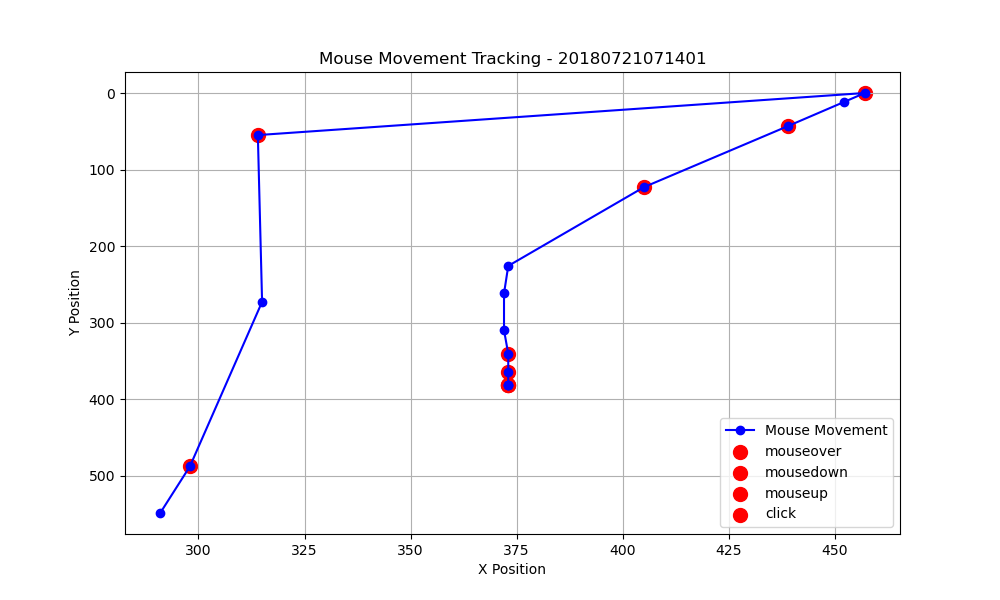 Mouse Movement Tracking - 20180721071401
0
100
200
300
400
500
Y Position
300
325
350
375
400
425
450
X Position
Mouse Movement
mouseover
mousedown
mouseup
click